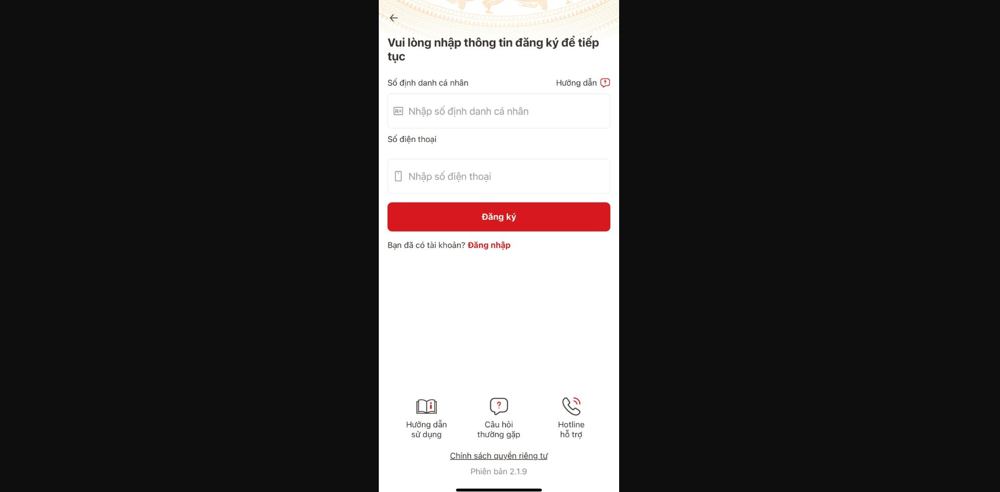 Vui lòng nhập thông tin đăng ký để tiếp
tục
Số định danh cá nhân
Hướng dẫn
Nhập số định danh cá nhân
Số điện thoại
Nhập số điện thoại
Đăng ký
Bạn đã có tài khoản? Đăng nhập
Hướng dẫn
sử dụng
Câu hỏi
thường gặp
Hotline
hỗ trợ
Chính sách quyền riêng tư
Phiên bản 2.1.9